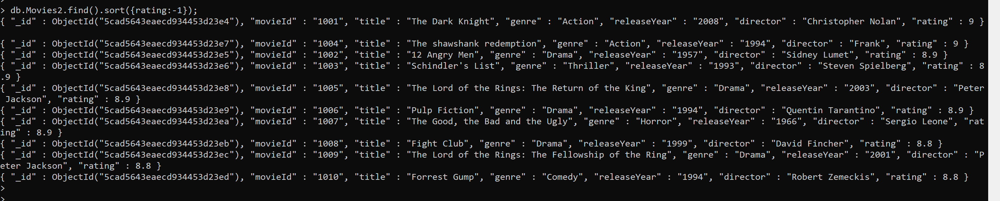 >
> db.Movies2.find().sort({rating:-1});
{ "_id" : ObjectId("5cad5643eaecd934453d23e4"), "movieId" : "1001", "title" : "The Dark Knight", "genre" : "Action", "releaseYear" : "2008", "director" : "Christopher Nolan", "rating" : 9 }
{ "_id" : ObjectId("5cad5643eaecd934453d23e7"), "movieId" : "1004", "title" : "The shawshank redemption", "genre" : "Action", "releaseYear" : "1994", "director" : "Frank", "rating" : 9 }
{ "_id" : ObjectId("5cad5643eaecd934453d23e5"), "movieId" : "1002", "title" : "12 Angry Men", "genre" : "Drama", "releaseYear" : "1957", "director" : "Sidney Lumet", "rating" : 8.9 }
{ "_id" : ObjectId("5cad5643eaecd934453d23e6"), "movieId" : "1003", "title" : "Schindler's List", "genre" : "Thriller", "releaseYear" : "1993", "director" : "Steven Spielberg", "rating" : 8
.9 }
{ "_id" : ObjectId("5cad5643eaecd934453d23e8"), "movieId" : "1005", "title" : "The Lord of the Rings: The Return of the King", "genre" : "Drama", "releaseYear" : "2003", "director" : "Peter
 Jackson", "rating" : 8.9 }
{ "_id" : ObjectId("5cad5643eaecd934453d23e9"), "movieId" : "1006", "title" : "Pulp Fiction", "genre" : "Drama", "releaseYear" : "1994", "director" : "Quentin Tarantino", "rating" : 8.9 }
{ "_id" : ObjectId("5cad5643eaecd934453d23ea"), "movieId" : "1007", "title" : "The Good, the Bad and the Ugly", "genre" : "Horror", "releaseYear" : "1966", "director" : "Sergio Leone", "rat
ing" : 8.9 }
{ "_id" : ObjectId("5cad5643eaecd934453d23eb"), "movieId" : "1008", "title" : "Fight Club", "genre" : "Drama", "releaseYear" : "1999", "director" : "David Fincher", "rating" : 8.8 }
{ "_id" : ObjectId("5cad5643eaecd934453d23ec"), "movieId" : "1009", "title" : "The Lord of the Rings: The Fellowship of the Ring", "genre" : "Drama", "releaseYear" : "2001", "director" : "P
eter Jackson", "rating" : 8.8 }
{ "_id" : ObjectId("5cad5643eaecd934453d23ed"), "movieId" : "1010", "title" : "Forrest Gump", "genre" : "Comedy", "releaseYear" : "1994", "director" : "Robert Zemeckis", "rating" : 8.8 }
>
>